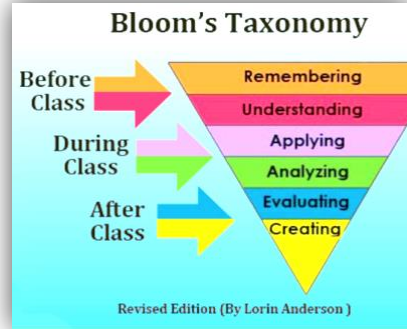 Bloom's Taxonomy
Before
Class
Remembering
Understanding
During
Class
Applying
Analyzing
After
Class
Evaluating
Creating
Revised Edition (By Lorin Anderson )